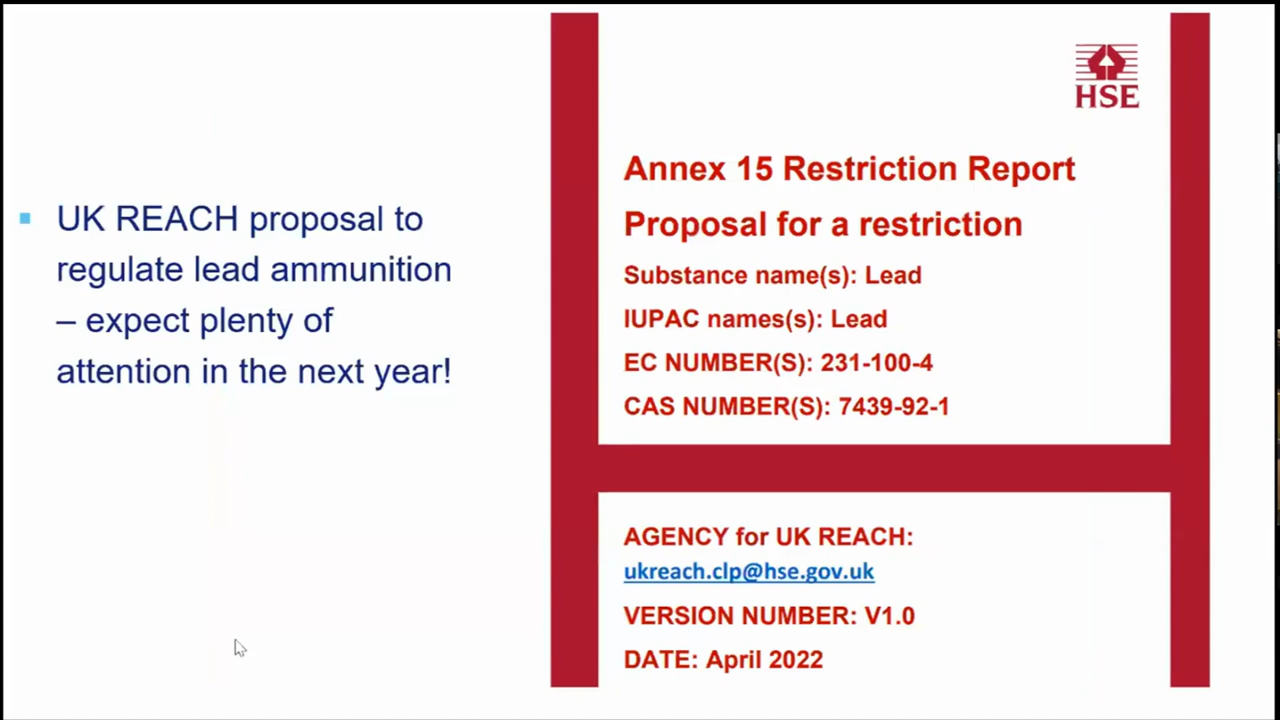 UK REACH proposal to
regulate lead ammunition
– expect plenty of
attention in the next year!
HSE
Annex 15 Restriction Report
Proposal for a restriction
Substance name(s): Lead
IUPAC names(s): Lead
EC NUMBER(S): 231-100-4
CAS NUMBER(S): 7439-92-1
AGENCY for UK REACH:
ukreach.clp@hse.gov.uk
VERSION NUMBER: V1.0
DATE: April 2022